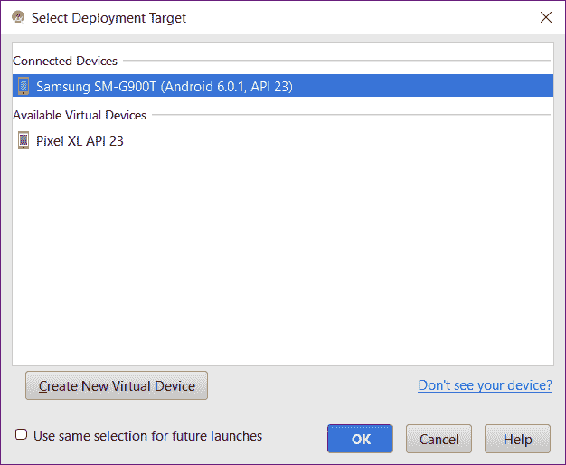 Select Deployment Target
Connected Devices
Samsung SM-G900T (Android 6.0.1, API 23)
Available Virtual Devices
Pixel XL API 23
Create New Virtual Device
Don't see your device?
Use same selection for future launches
OK
Cancel
Help